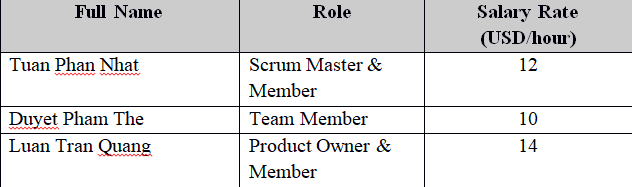 Full Name Role Salary Rate
(USD/hour)
Tuan Phan Nhat Scrum Master & 12
Member
Duyet Pham The Team Member 10
Luan Tran Quang Product Owner & 14
Member